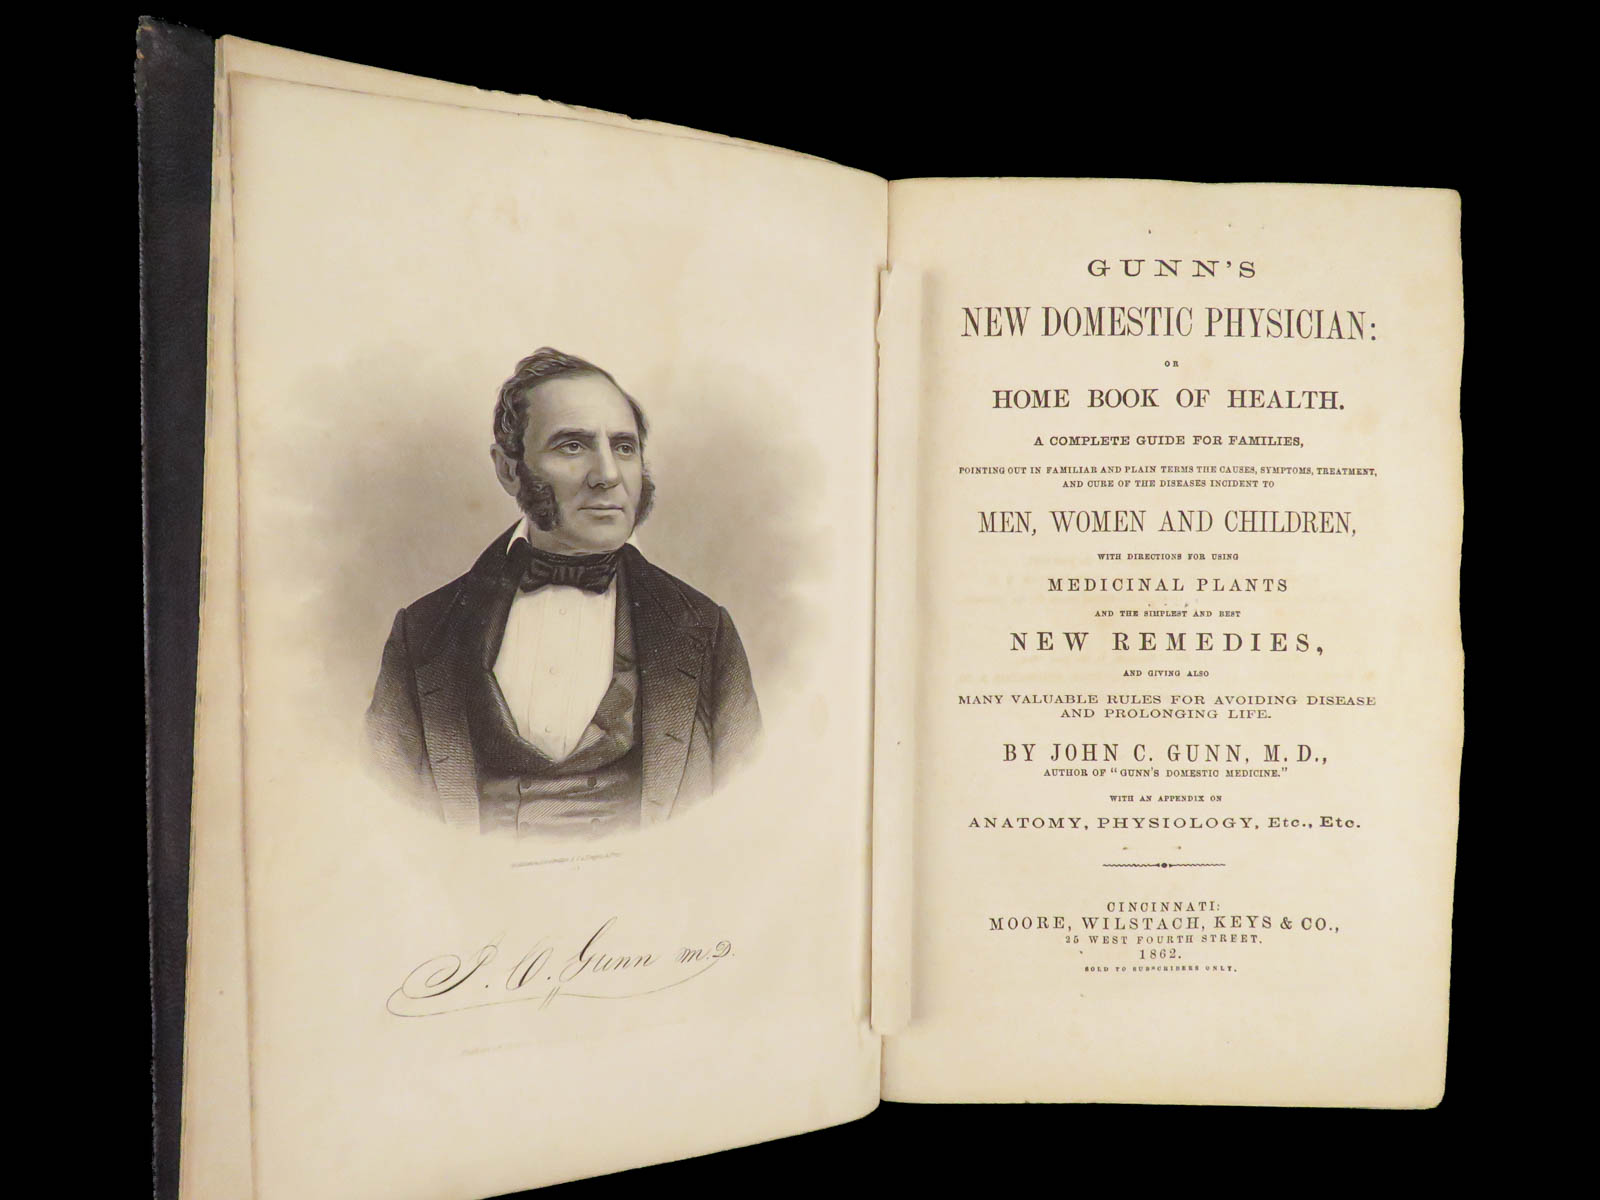 J. C. Gunn M.D.
GUNN'S
NEW DOMESTIC PHYSICIAN:
OR
HOME BOOK OF HEALTH.
A COMPLETE GUIDE FOR FAMILIES,
POINTING OUT IN FAMILIAR AND PLAIN TERMS THE CAUSES, SYMPTOMS, TREATMENT,
AND CURE OF THE DISEASES INCIDENT TO
MEN, WOMEN AND CHILDREN,
WITH DIRECTIONS FOR USING
MEDICINAL PLANTS
AND THE SIMPLEST AND BEST
NEW REMEDIES,
AND GIVING ALSO
MANY VALUABLE RULES FOR AVOIDING DISEASE
AND PROLONGING LIFE.
BY JOHN C. GUNN, M. D.,
AUTHOR OF "GUNN'S DOMESTIC MEDICINE."
WITH AN APPENDIX ON
ANATOMY, PHYSIOLOGY, Etc., Etc.
CINCINNATI:
MOORE, WILSTACH, KEYS & CO.,
25 WEST FOURTH STREET.
1862.
SOLD TO SUBSCRIBERS ONLY.